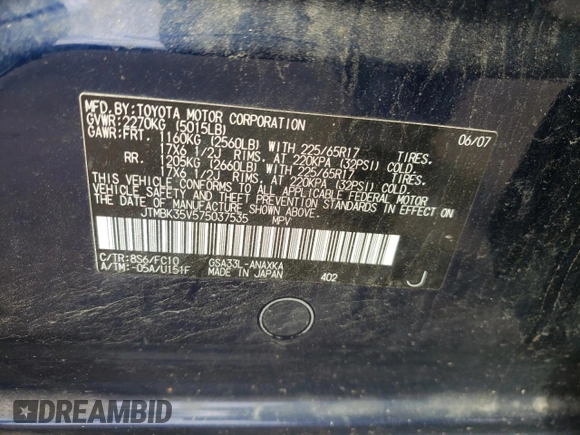 MFD.BY:TOYOTA MOTOR CORPORATION 06/07
GVWR:2270KG (5015LB)
GAWR:FRT. 1160KG (2560LB) WITH 225/65R17 TIRES.
17X6 1/2J RIMS. AT 220KPA (32PSI) COLD.
RR. 1205KG (2660LB) WITH 225/65R17 TIRES.
17X6 1/2J RIMS. AT 220KPA (32PSI) COLD.
THIS VEHICLE CONFORMS TO ALL APPLICABLE FEDERAL MOTOR
VEHICLE SAFETY AND THEFT PREVENTION STANDARDS IN EFFECT ON
THE DATE OF MANUFACTURE SHOWN ABOVE.
JTMBK35V575037535 MPV
C/TR:8S6/FC10 GSA33L-ANAXKA
A/TM:-05A/U151F MADE IN JAPAN 402 J
DREAMBID